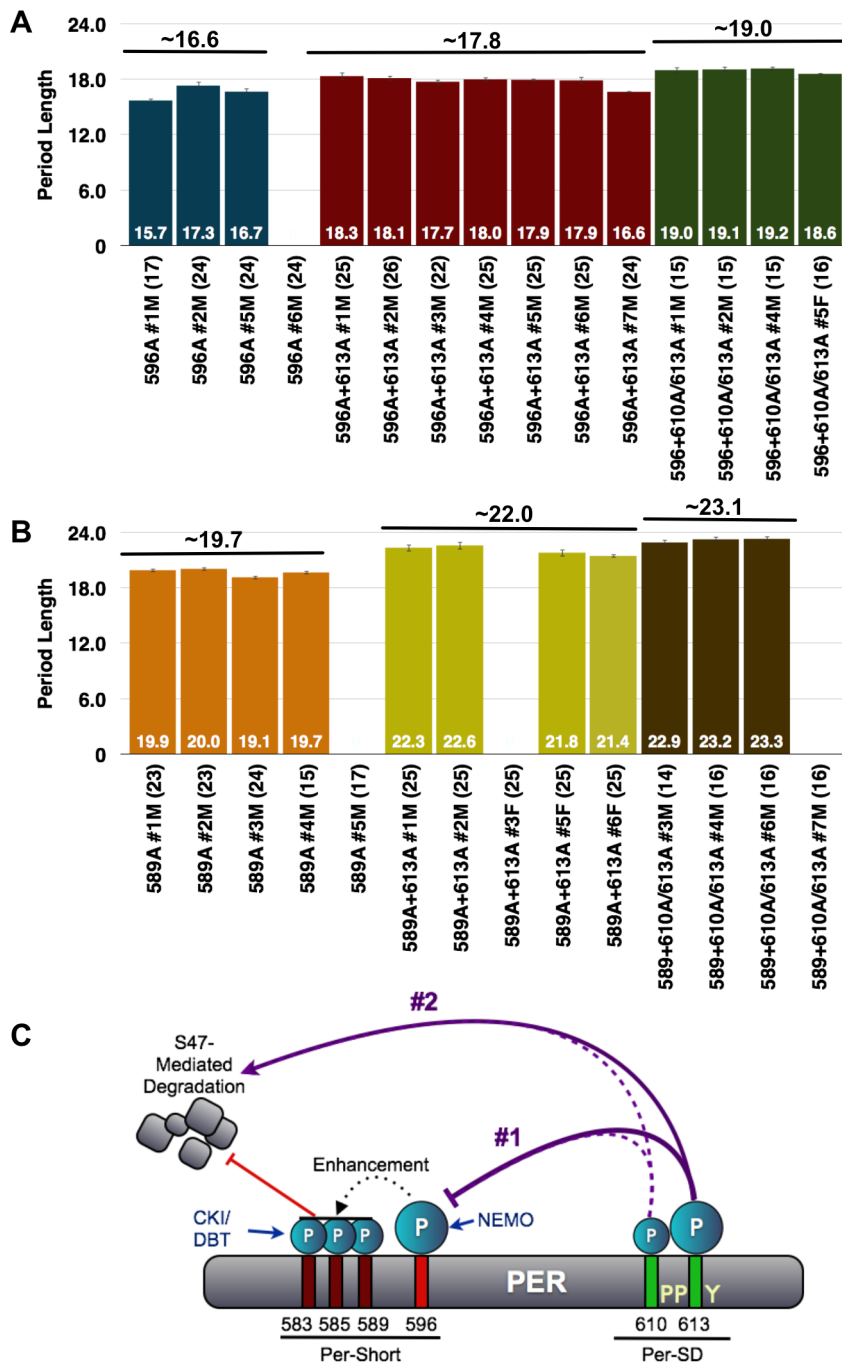 A
~16.6
~17.8
~19.0
Period Length
24.0
18.0
12.0
6.0
0
15.7
17.3
16.7
18.3
18.1
17.7
18.0
17.9
17.9
16.6
19.0
19.1
19.2
18.6
596A #1M (17)
596A #2M (24)
596A #5M (24)
596A #6M (24)
596A+613A #1M (25)
596A+613A #2M (26)
596A+613A #3M (22)
596A+613A #4M (25)
596A+613A #5M (25)
596A+613A #6M (25)
596A+613A #7M (24)
596+610A/613A #1M (15)
596+610A/613A #2M (15)
596+610A/613A #4M (15)
596+610A/613A #5F (16)
B
~19.7
~22.0
~23.1
Period Length
24.0
18.0
12.0
6.0
0
19.9
20.0
19.1
19.7
22.3
22.6
21.8
21.4
22.9
23.2
23.3
589A #1M (23)
589A #2M (23)
589A #3M (24)
589A #4M (15)
589A #5M (17)
589A+613A #1M (25)
589A+613A #2M (25)
589A+613A #3F (25)
589A+613A #5F (25)
589A+613A #6F (25)
589+610A/613A #3M (14)
589+610A/613A #4M (16)
589+610A/613A #6M (16)
589+610A/613A #7M (16)
C
#2
S47-
Mediated
Degradation
#1
Enhancement
CKI/
DBT
P P P
P
NEMO
P
P
PER
PP Y
583 585 589 596
610 613
Per-Short
Per-SD